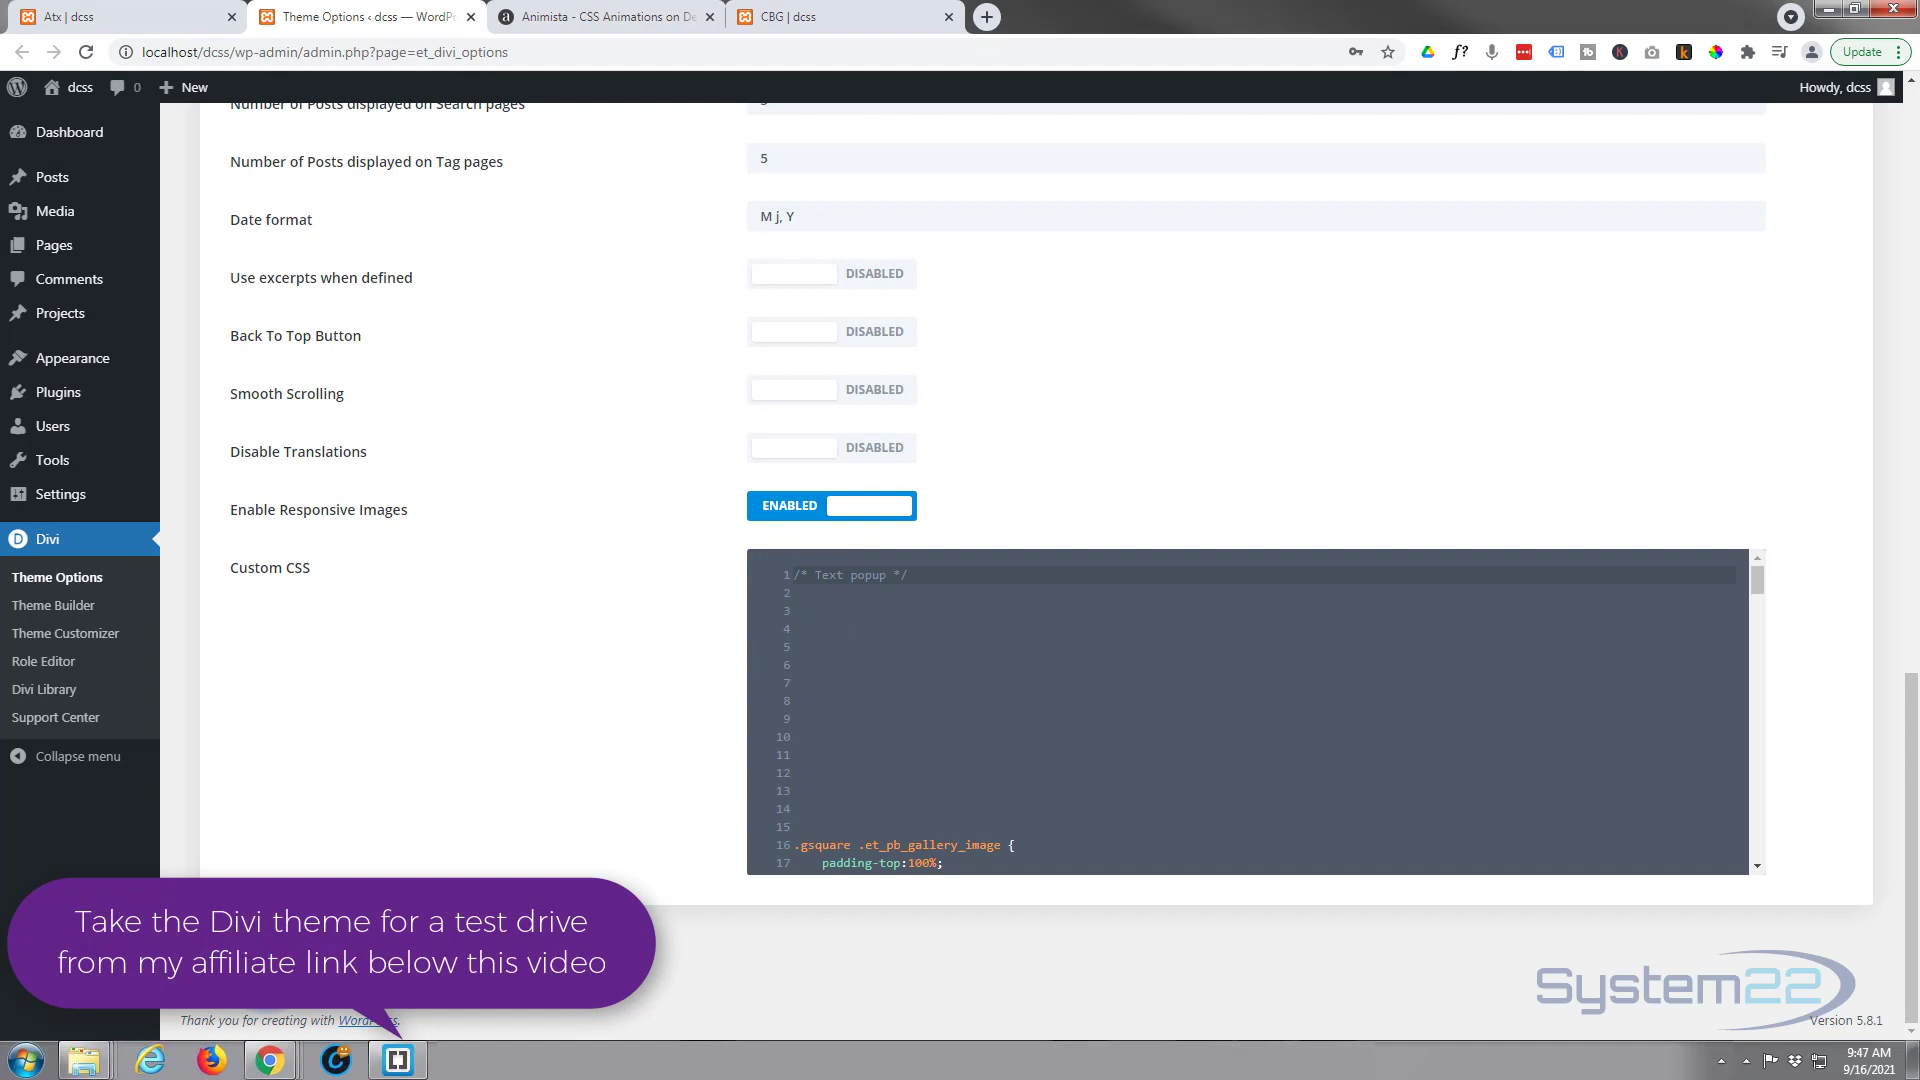 Atx | dcss
Theme Options ‹ dcss — WordPr
Animista - CSS Animations on De
CBG | dcss
localhost/dcss/wp-admin/admin.php?page=et_divi_options
Update
dcss
0
New
Howdy, dcss
Dashboard
Posts
Media
Pages
Comments
Projects
Appearance
Plugins
Users
Tools
Settings
Divi
Theme Options
Theme Builder
Theme Customizer
Role Editor
Divi Library
Support Center
Collapse menu
Number of Posts displayed on Search pages
Number of Posts displayed on Tag pages
5
Date format
M j, Y
Use excerpts when defined
DISABLED
Back To Top Button
DISABLED
Smooth Scrolling
DISABLED
Disable Translations
DISABLED
Enable Responsive Images
ENABLED
Custom CSS
1 /* Text popup */
2
3
4
5
6
7
8
9
10
11
12
13
14
15
16 .gsquare .et_pb_gallery_image {
17 padding-top:100%;
Take the Divi theme for a test drive
from my affiliate link below this video
System22
Thank you for creating with
Version 5.8.1
9:47 AM
9/16/2021